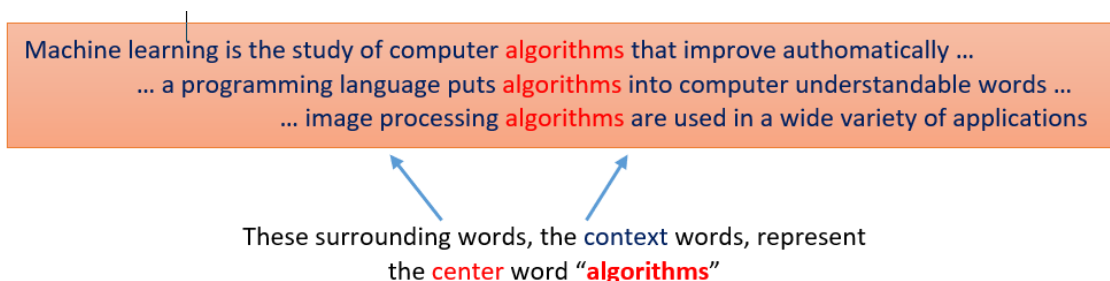 Machine learning is the study of computer algorithms that improve authomatically ...
... a programming language puts algorithms into computer understandable words ...
... image processing algorithms are used in a wide variety of applications
These surrounding words, the context words, represent
the center word “algorithms”